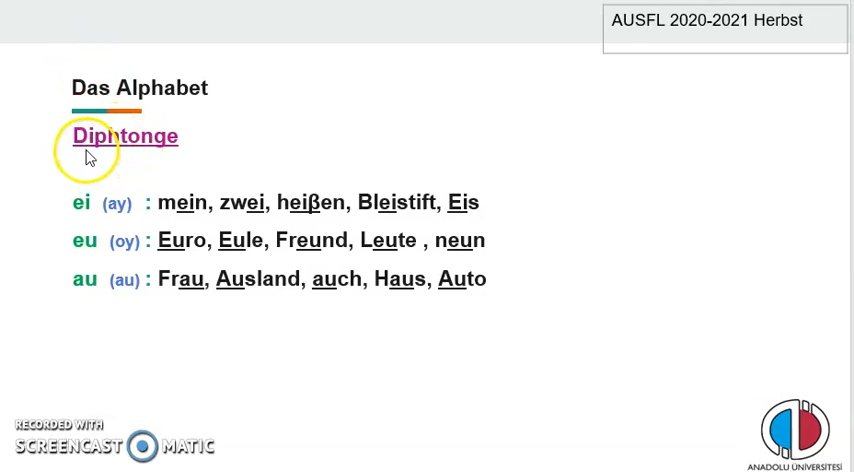 AUSFL 2020-2021 Herbst
Das Alphabet
Diphtonge
ei (ay) : mein, zwei, heiβen, Bleistift, Eis
eu (oy) : Euro, Eule, Freund, Leute , neun
au (au) : Frau, Ausland, auch, Haus, Auto
RECORDED WITH
SCREENCAST MATIC
ANADOLU ÜNİVERSİTESİ